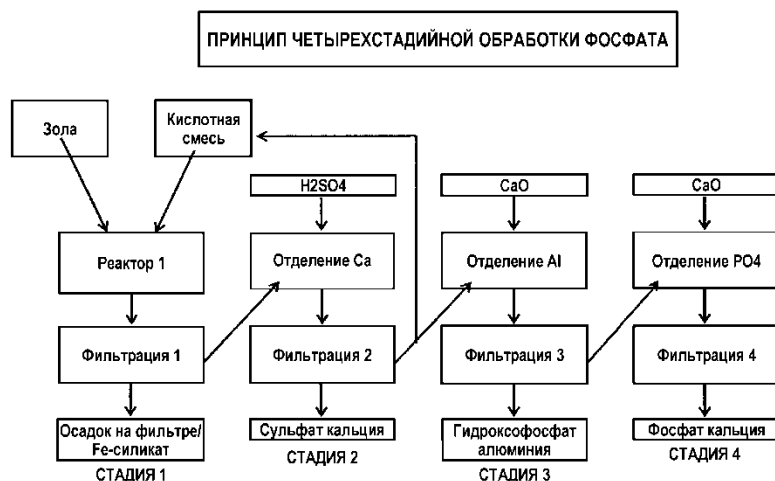 ПРИНЦИП ЧЕТЫРЕХСТАДИЙНОЙ ОБРАБОТКИ ФОСФАТА
Зола
Кислотная
смесь
H2SO4
CaO
CaO
Реактор 1
Отделение Ca
Отделение Al
Отделение PO4
Фильтрация 1
Фильтрация 2
Фильтрация 3
Фильтрация 4
Осадок на фильтре/
Fe-силикат
Сульфат кальция
Гидроксофосфат
алюминия
Фосфат кальция
СТАДИЯ 1
СТАДИЯ 2
СТАДИЯ 3
СТАДИЯ 4